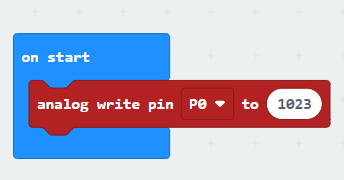 on start
analog write pin P0 to 1023